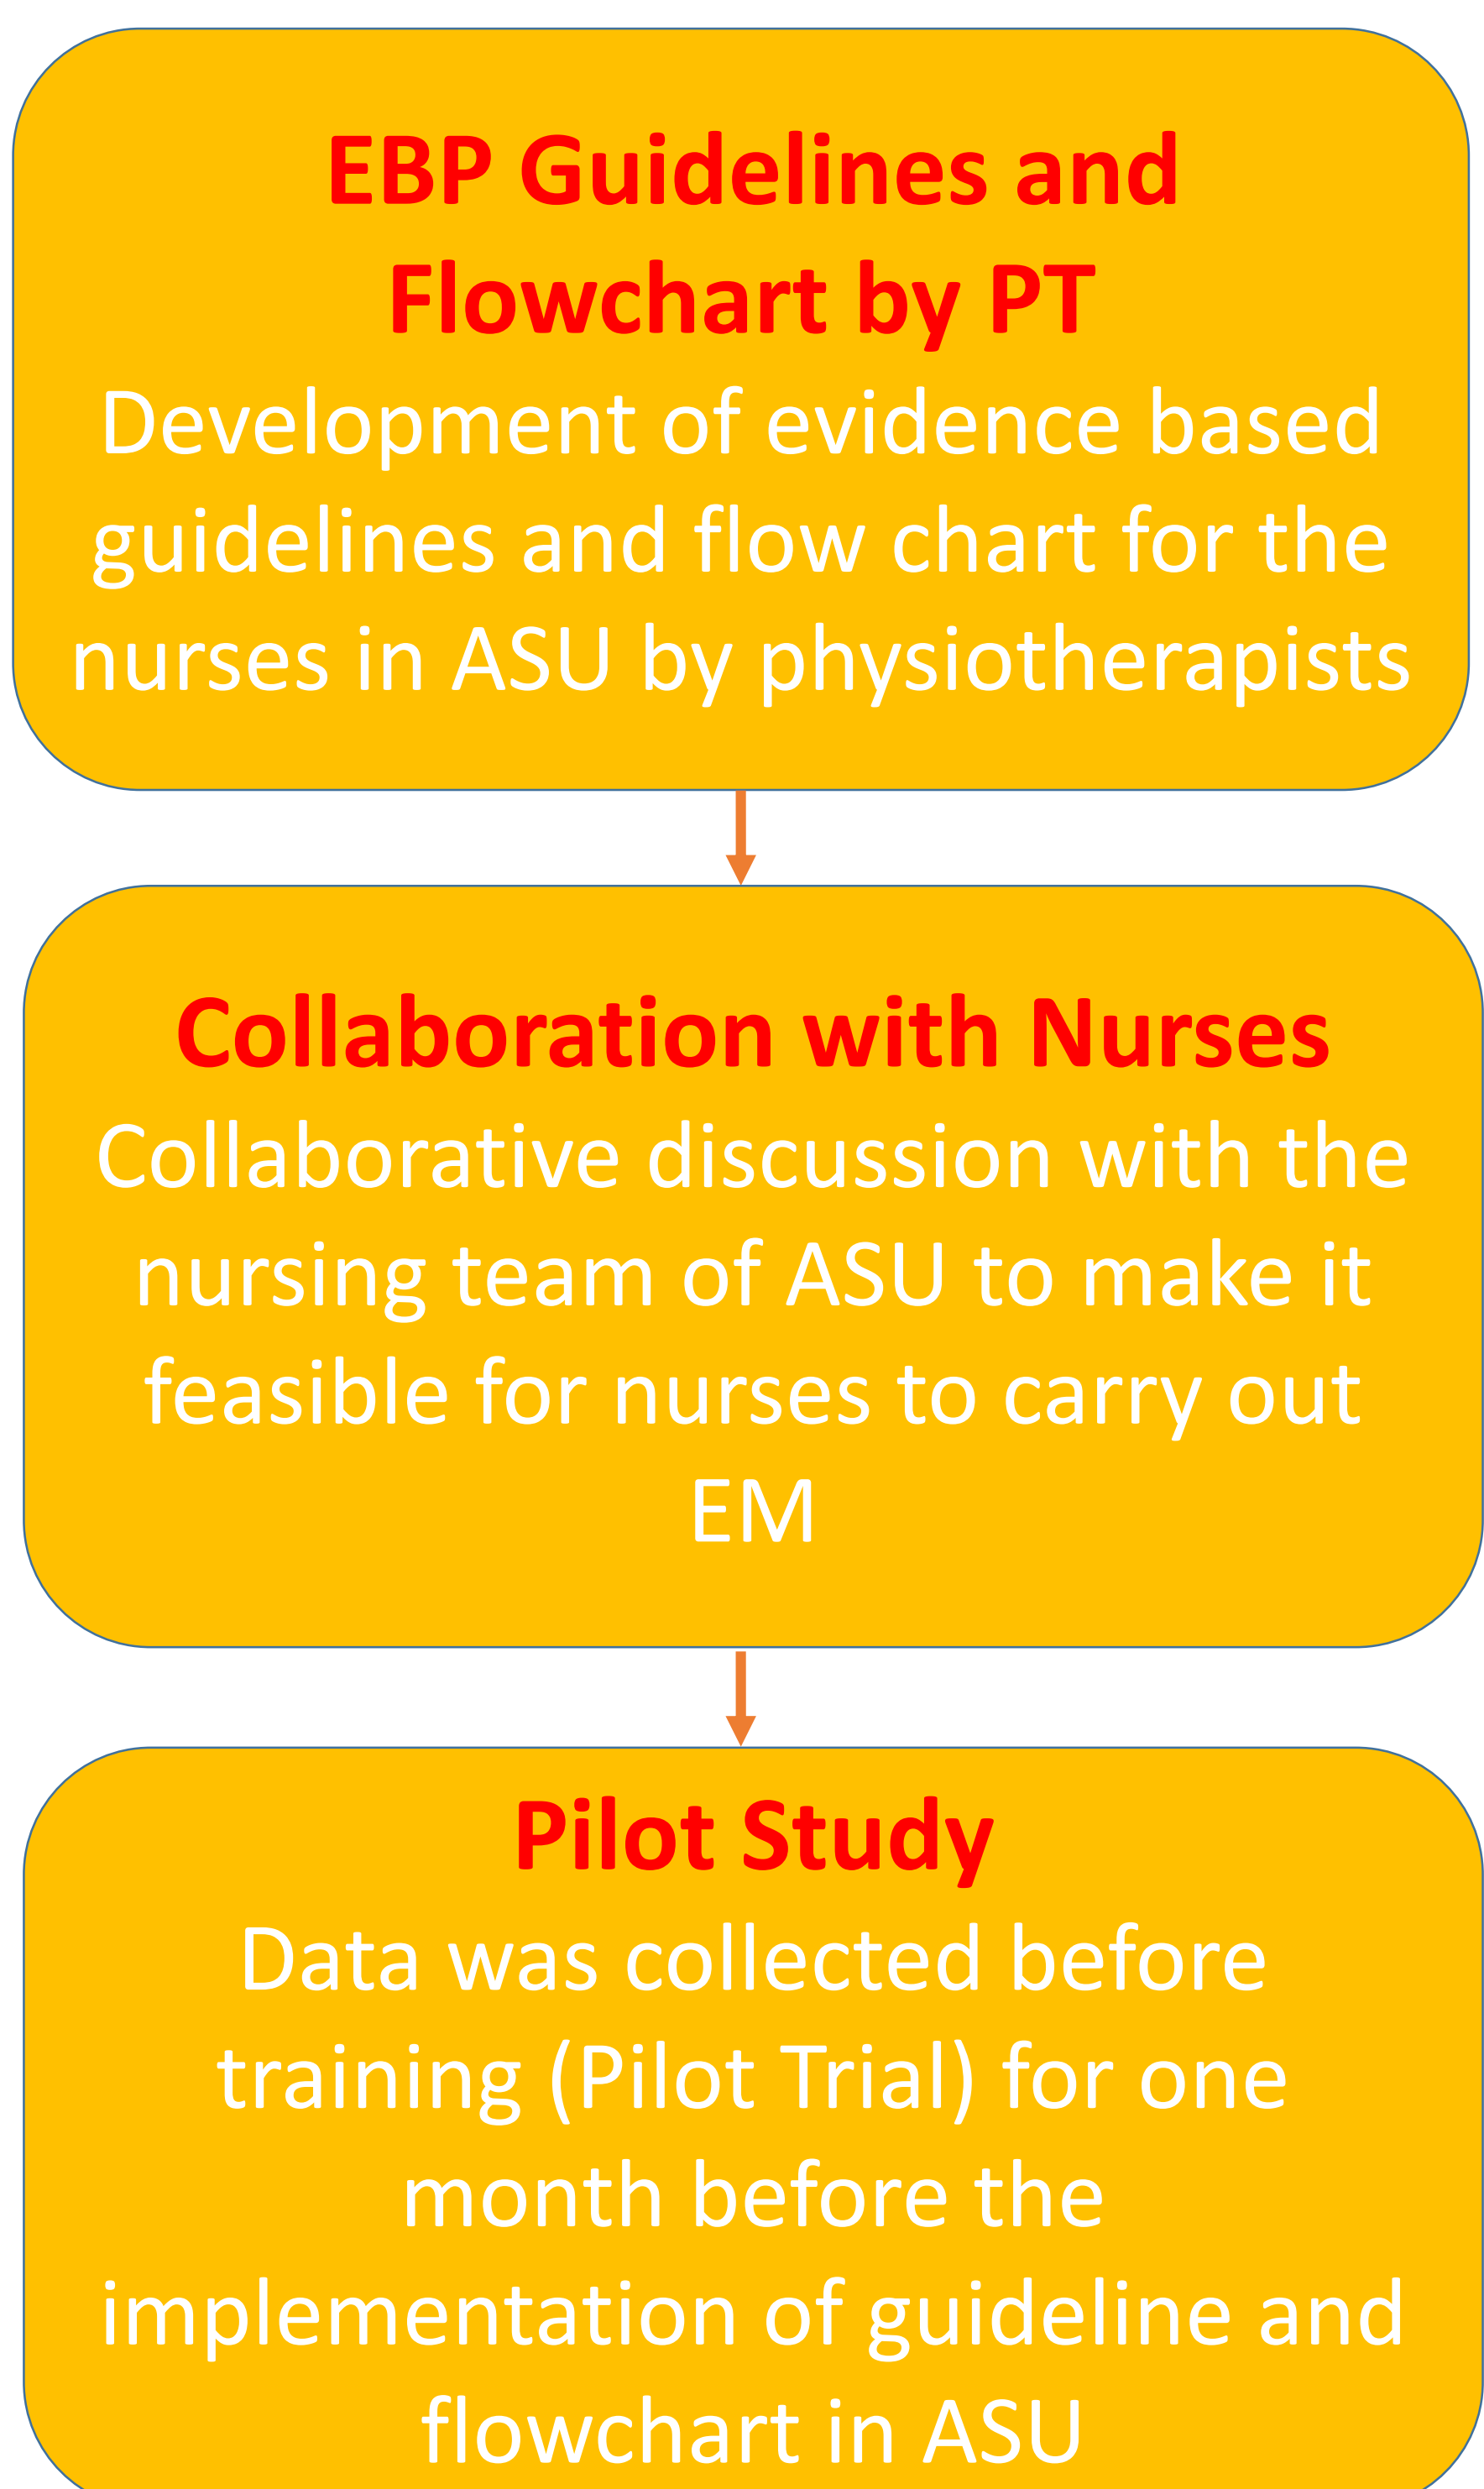 EBP Guidelines and
Flowchart by PT
Development of evidence based
guidelines and flow chart for the
nurses in ASU by physiotherapists
Collaboration with Nurses
Collaborative discussion with the
nursing team of ASU to make it
feasible for nurses to carry out
EM
Pilot Study
Data was collected before
training (Pilot Trial) for one
month before the
implementation of guideline and
flowchart in ASU